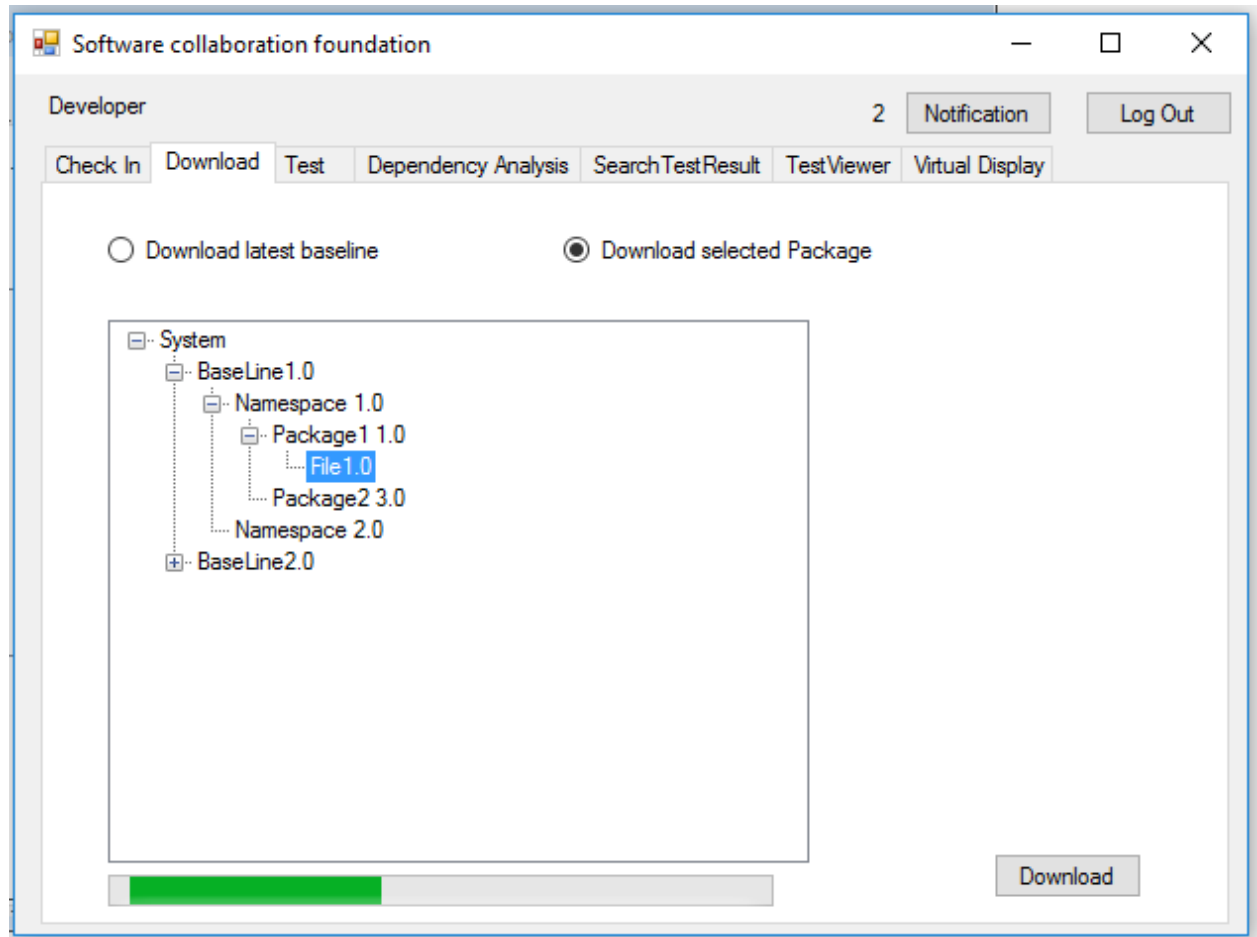 Software collaboration foundation
Developer
2 Notification Log Out
Check In Download Test Dependency Analysis SearchTestResult TestViewer Virtual Display
Download latest baseline Download selected Package
System
BaseLine1.0
Namespace 1.0
Package1 1.0
File1.0
Package2 3.0
Namespace 2.0
BaseLine2.0
Download